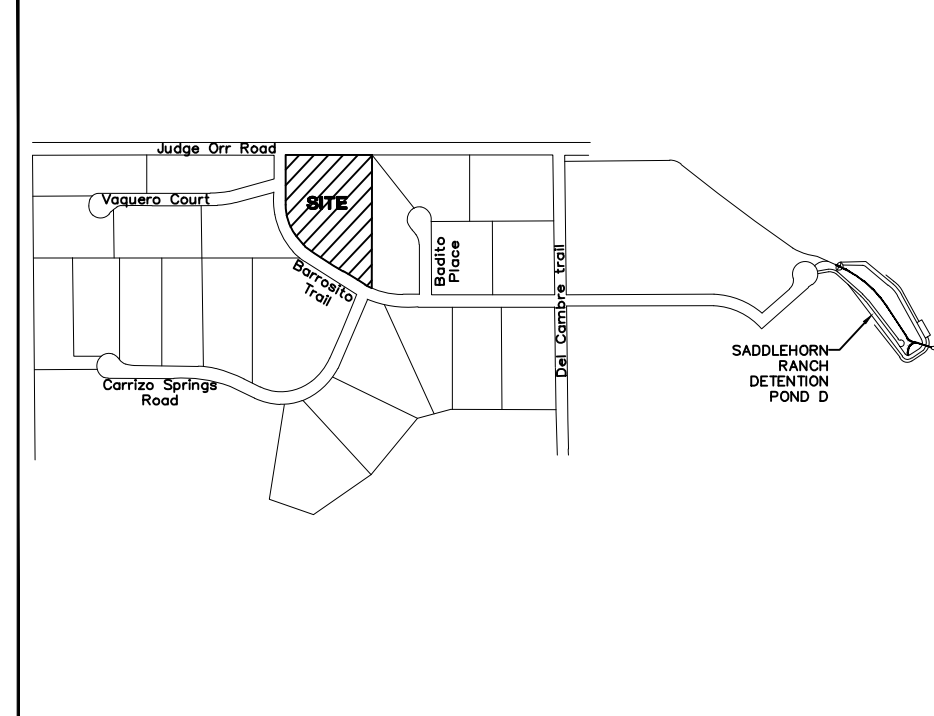 Judge Orr Road
Vaquero Court
SITE
Badito
Place
Barrosito
Trail
Del Cambre trail
SADDLEHORN
RANCH
DETENTION
POND D
Carrizo Springs
Road